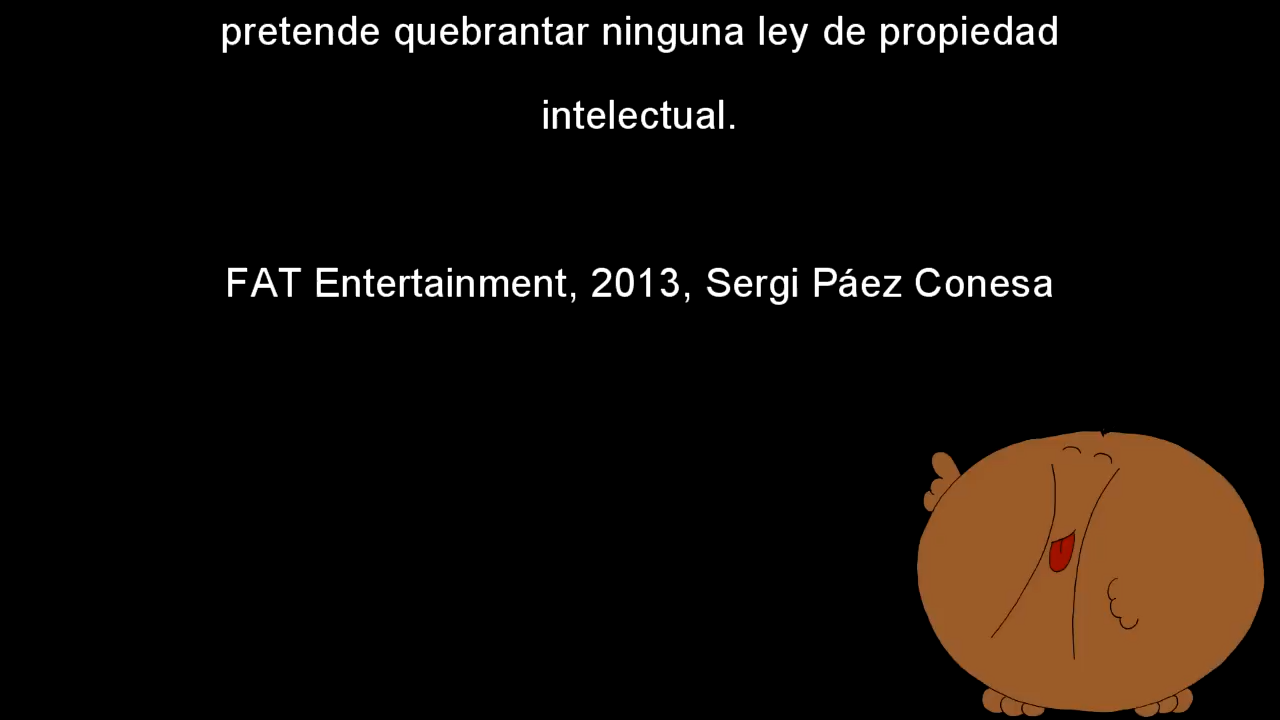 pretende quebrantar ninguna ley de propiedad
intelectual.
FAT Entertainment, 2013, Sergi Páez Conesa